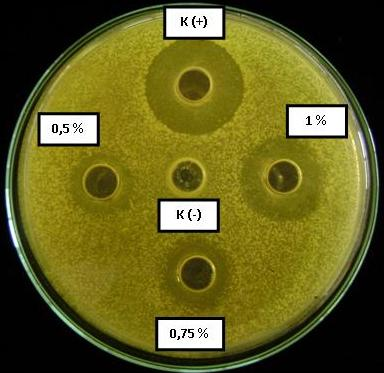 K (+)
0,5 %
1 %
K (-)
0,75 %